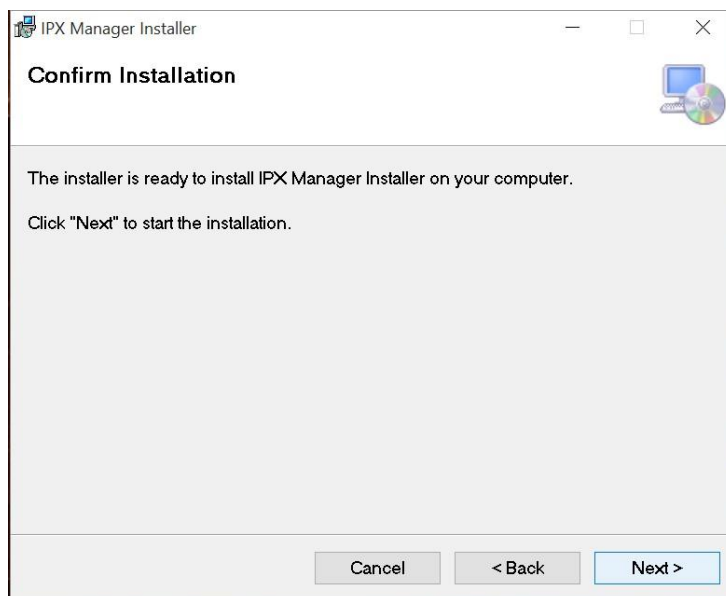 IPX Manager Installer
Confirm Installation
The installer is ready to install IPX Manager Installer on your computer.
Click "Next" to start the installation.
Cancel
< Back
Next >